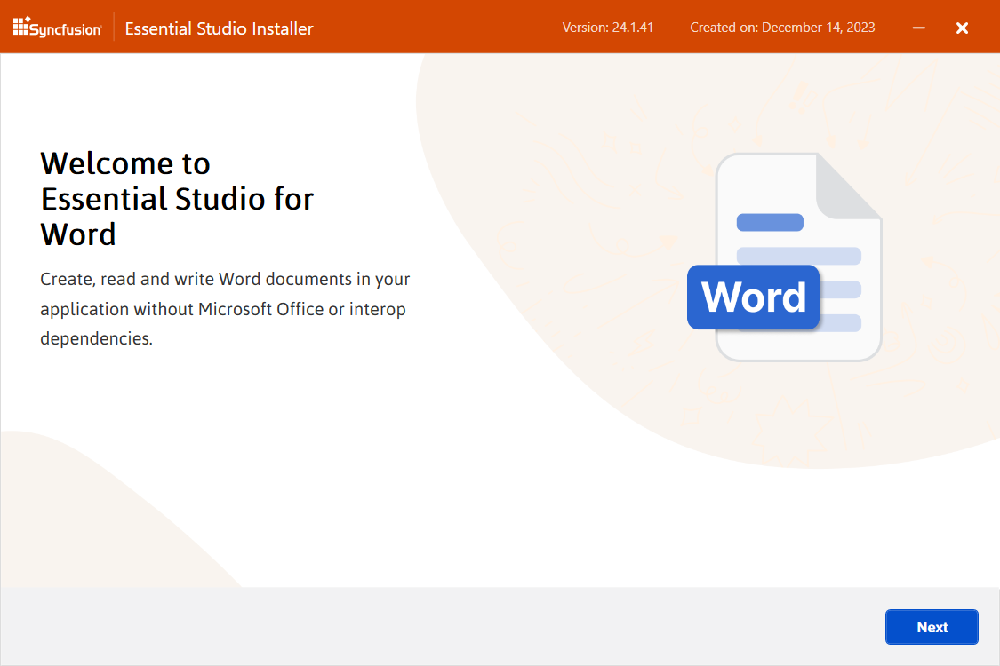 Syncfusion Essential Studio Installer Version: 24.1.41 Created on: December 14, 2023
Welcome to
Essential Studio for
Word
Create, read and write Word documents in your
application without Microsoft Office or interop
dependencies.
Word
Next